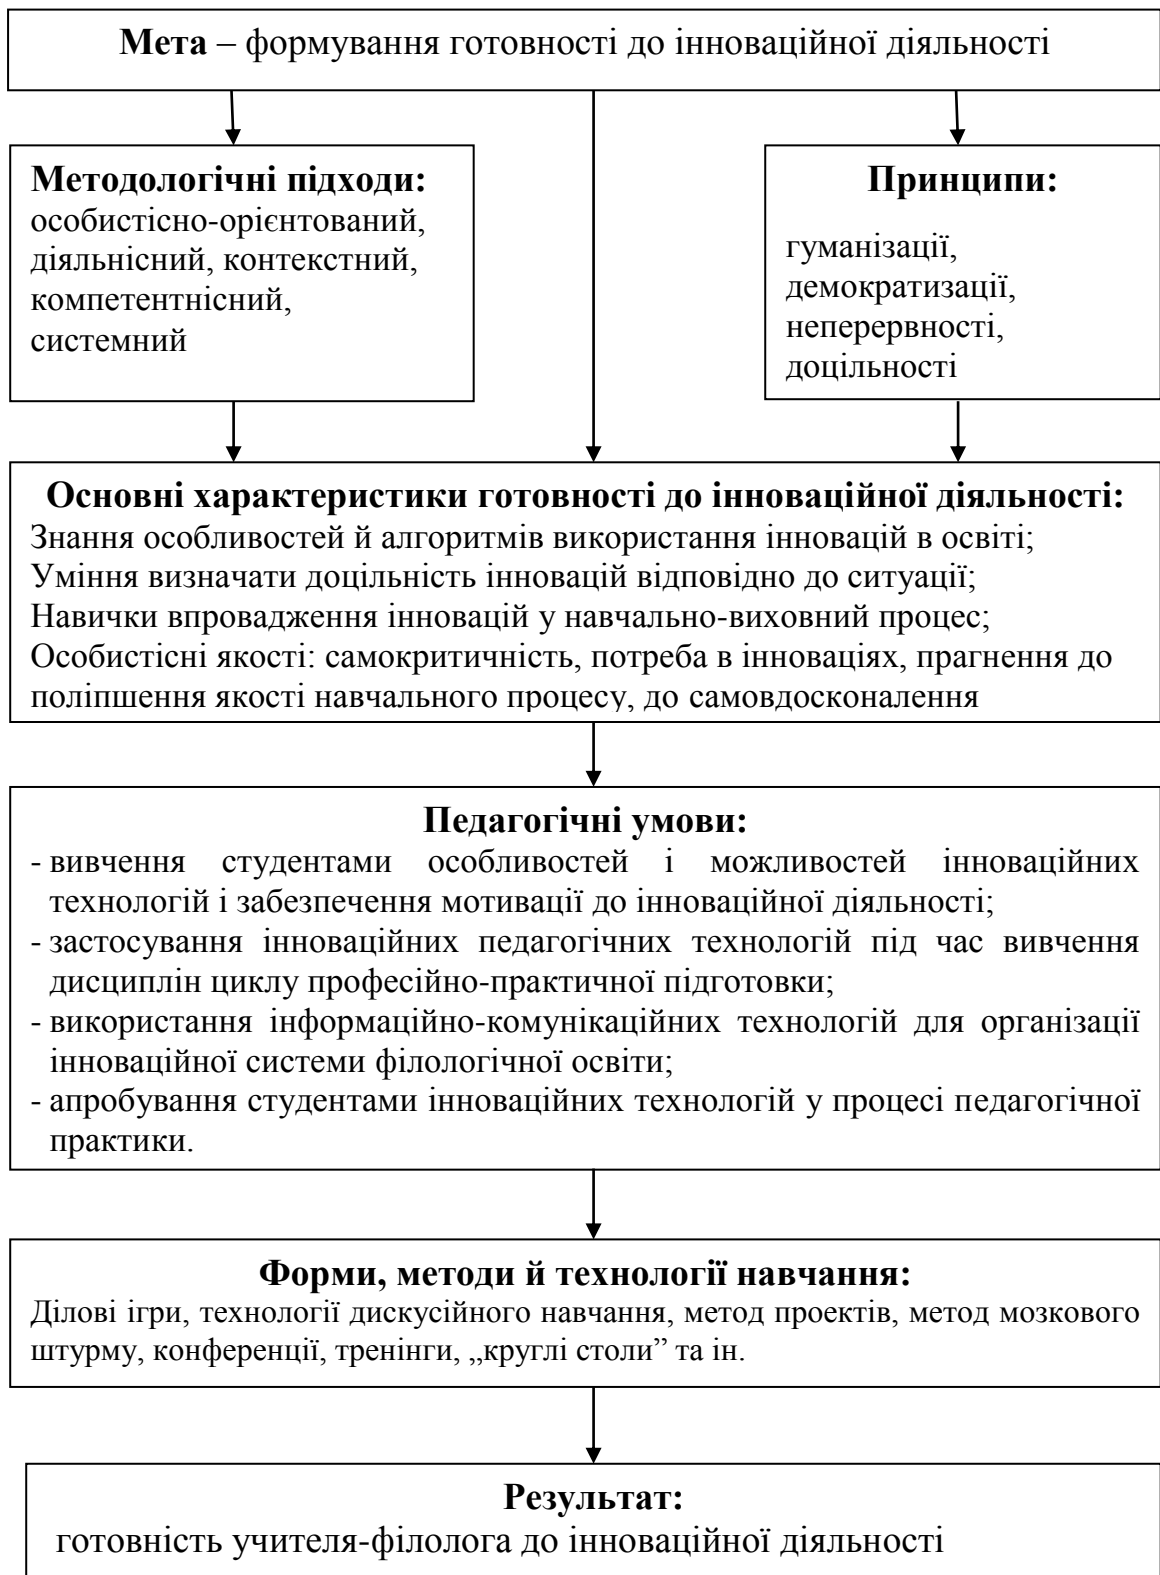 Мета – формування готовності до інноваційної діяльності
Методологічні підходи:
особистісно-орієнтований,
діяльнісний, контекстний,
компетентнісний,
системний
Принципи:
гуманізації,
демократизації,
неперервності,
доцільності
Основні характеристики готовності до інноваційної діяльності:
Знання особливостей й алгоритмів використання інновацій в освіті;
Уміння визначати доцільність інновацій відповідно до ситуації;
Навички впровадження інновацій у навчально-виховний процес;
Особистісні якості: самокритичність, потреба в інноваціях, прагнення до
поліпшення якості навчального процесу, до самовдосконалення
Педагогічні умови:
- вивчення студентами особливостей і можливостей інноваційних
технологій і забезпечення мотивації до інноваційної діяльності;
- застосування інноваційних педагогічних технологій під час вивчення
дисциплін циклу професійно-практичної підготовки;
- використання інформаційно-комунікаційних технологій для організації
інноваційної системи філологічної освіти;
- апробування студентами інноваційних технологій у процесі педагогічної
практики.
Форми, методи й технології навчання:
Ділові ігри, технології дискусійного навчання, метод проектів, метод мозкового
штурму, конференції, тренінги, „круглі столи” та ін.
Результат:
готовність учителя-філолога до інноваційної діяльності